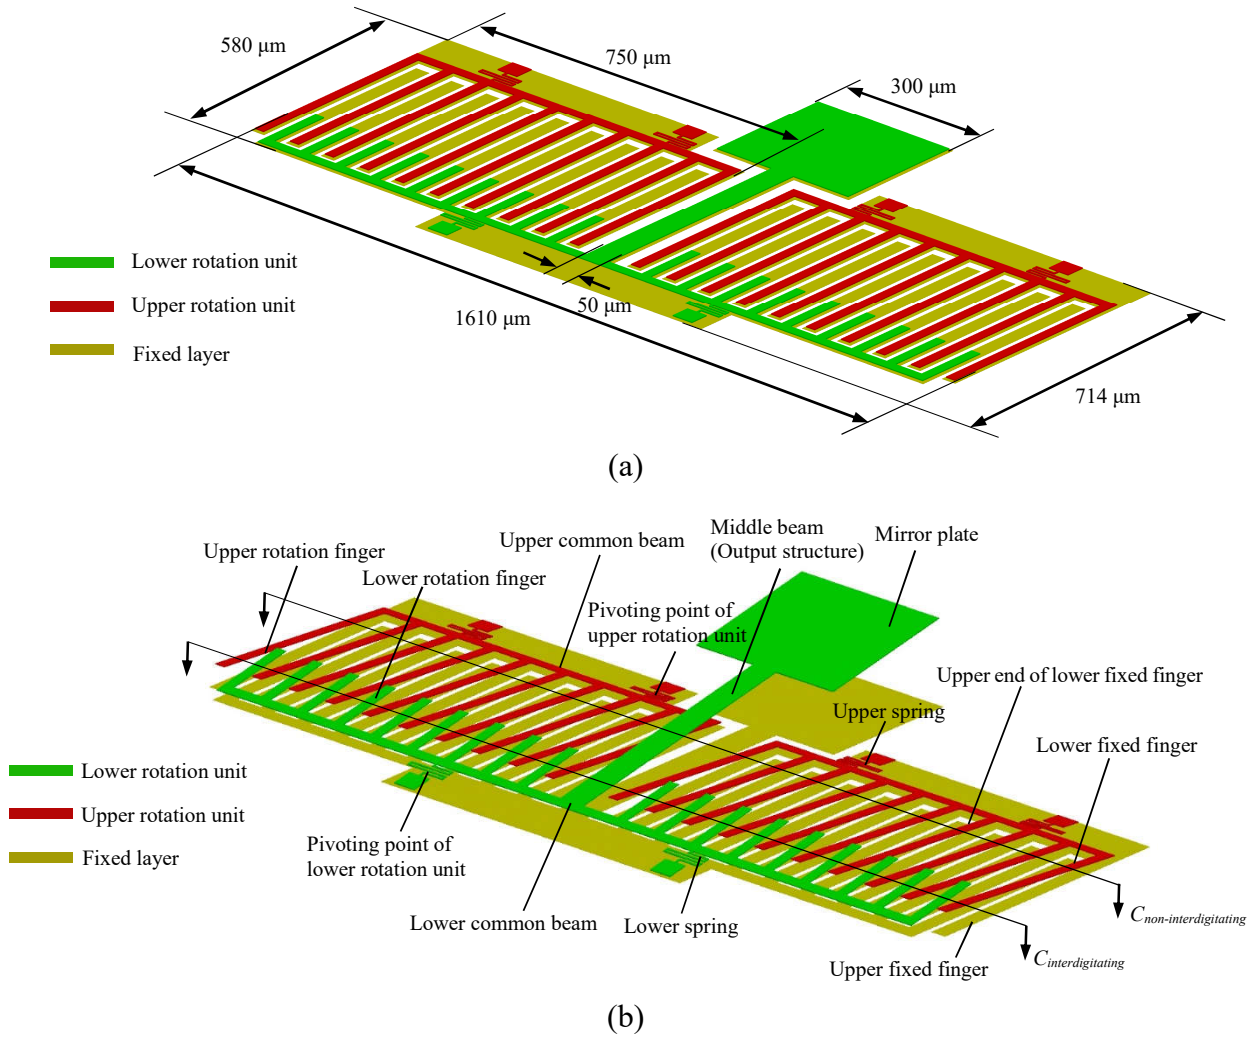 580 μm
750 μm
300 μm
Lower rotation unit
Upper rotation unit
Fixed layer
50 μm
1610 μm
714 μm
(a)
Upper rotation finger
Lower rotation finger
Upper common beam
Middle beam
(Output structure)
Mirror plate
Pivoting point of
upper rotation unit
Upper end of lower fixed finger
Upper spring
Lower fixed finger
Lower rotation unit
Upper rotation unit
Fixed layer
Pivoting point of
lower rotation unit
Lower common beam
Lower spring
Upper fixed finger
C non-interdigitating
C interdigitating
(b)